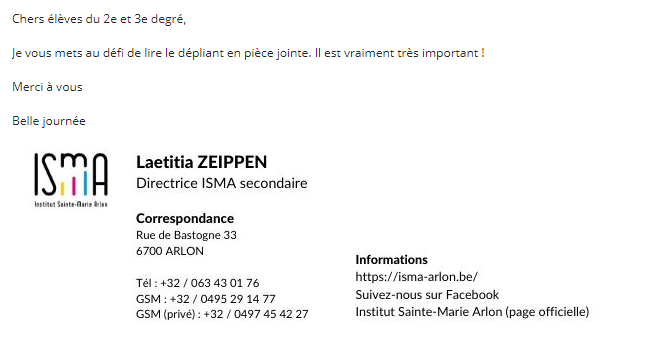 Chers élèves du 2e et 3e degré,
Je vous mets au défi de lire le dépliant en pièce jointe. Il est vraiment très important !
Merci à vous
Belle journée
ISMA
Institut Sainte-Marie Arlon
Laetitia ZEIPPEN
Directrice ISMA secondaire
Correspondance
Rue de Bastogne 33
6700 ARLON
Tél : +32 / 063 43 01 76
GSM : +32 / 0495 29 14 77
GSM (privé) : +32 / 0497 45 42 27
Informations
https://isma-arlon.be/
Suivez-nous sur Facebook
Institut Sainte-Marie Arlon (page officielle)